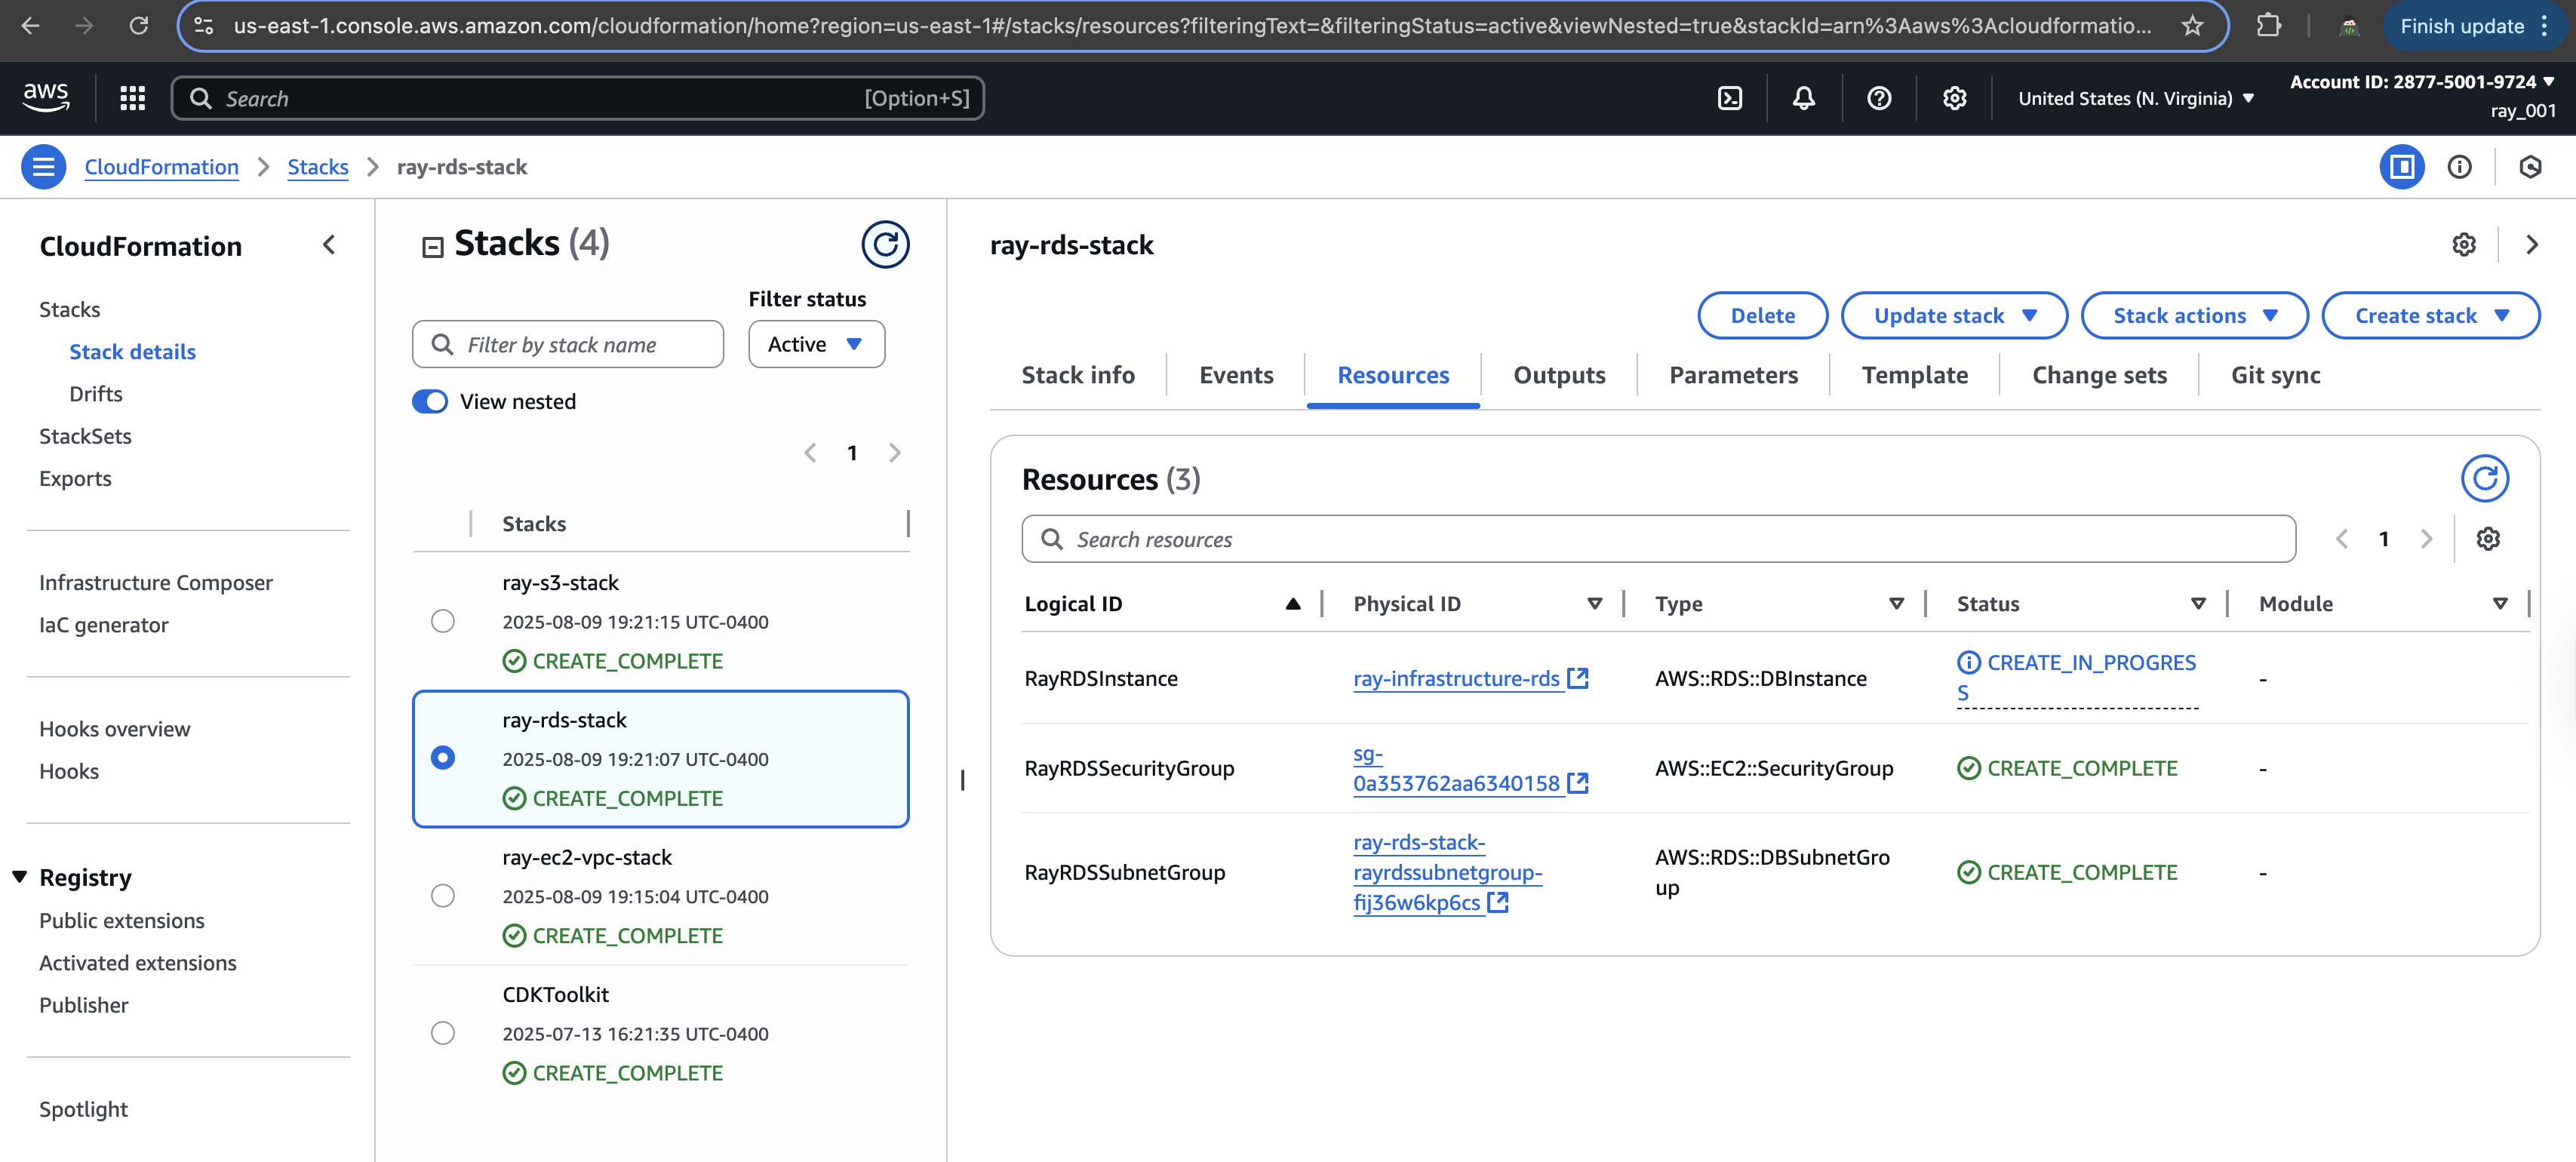 us-east-1.console.aws.amazon.com/cloudformation/home?region=us-east-1#/stacks/resources?filteringText=&filteringStatus=active&viewNested=true&stackId=arn%3Aaws%3Acloudformatio...
Finish update
aws
Search
[Option+S]
United States (N. Virginia)
Account ID: 2877-5001-9724
ray_001
CloudFormation
Stacks
ray-rds-stack
CloudFormation
Stacks
Stack details
Drifts
StackSets
Exports
Infrastructure Composer
IaC generator
Hooks overview
Hooks
Registry
Public extensions
Activated extensions
Publisher
Spotlight
Stacks (4)
Filter status
Filter by stack name
Active
View nested
1
Stacks
ray-s3-stack
2025-08-09 19:21:15 UTC-0400
CREATE_COMPLETE
ray-rds-stack
2025-08-09 19:21:07 UTC-0400
CREATE_COMPLETE
ray-ec2-vpc-stack
2025-08-09 19:15:04 UTC-0400
CREATE_COMPLETE
CDKToolkit
2025-07-13 16:21:35 UTC-0400
CREATE_COMPLETE
ray-rds-stack
Delete
Update stack
Stack actions
Create stack
Stack info
Events
Resources
Outputs
Parameters
Template
Change sets
Git sync
Resources (3)
Search resources
1
Logical ID
Physical ID
Type
Status
Module
RayRDSInstance
ray-infrastructure-rds
AWS::RDS::DBInstance
CREATE_IN_PROGRES
S
-
RayRDSSecurityGroup
sg-
0a353762aa6340158
AWS::EC2::SecurityGroup
CREATE_COMPLETE
-
RayRDSSubnetGroup
ray-rds-stack-
rayrdssubnetgroup-
fij36w6kp6cs
AWS::RDS::DBSubnetGro
up
CREATE_COMPLETE
-